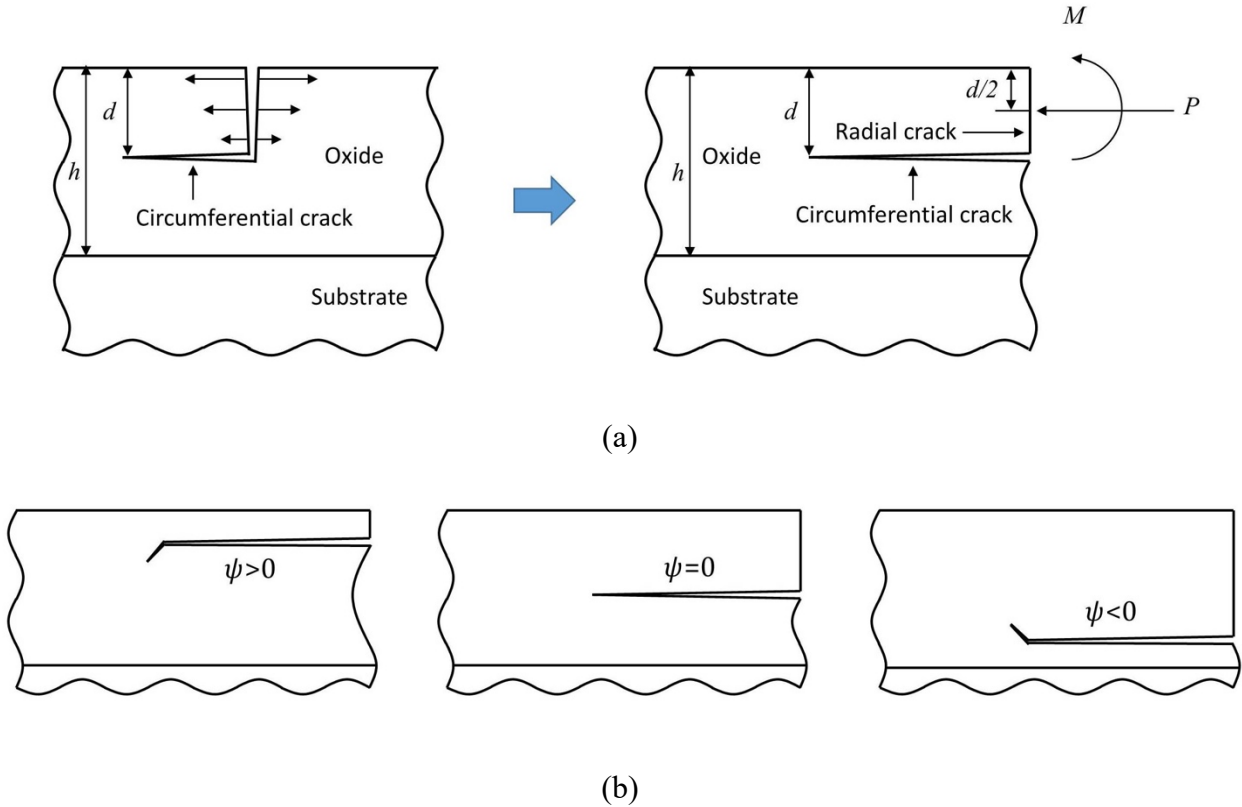 M
d
h
Oxide
Circumferential crack
Substrate
d/2
P
d
Radial crack
Oxide
h
Circumferential crack
Substrate
(a)
ψ>0
ψ=0
ψ<0
(b)